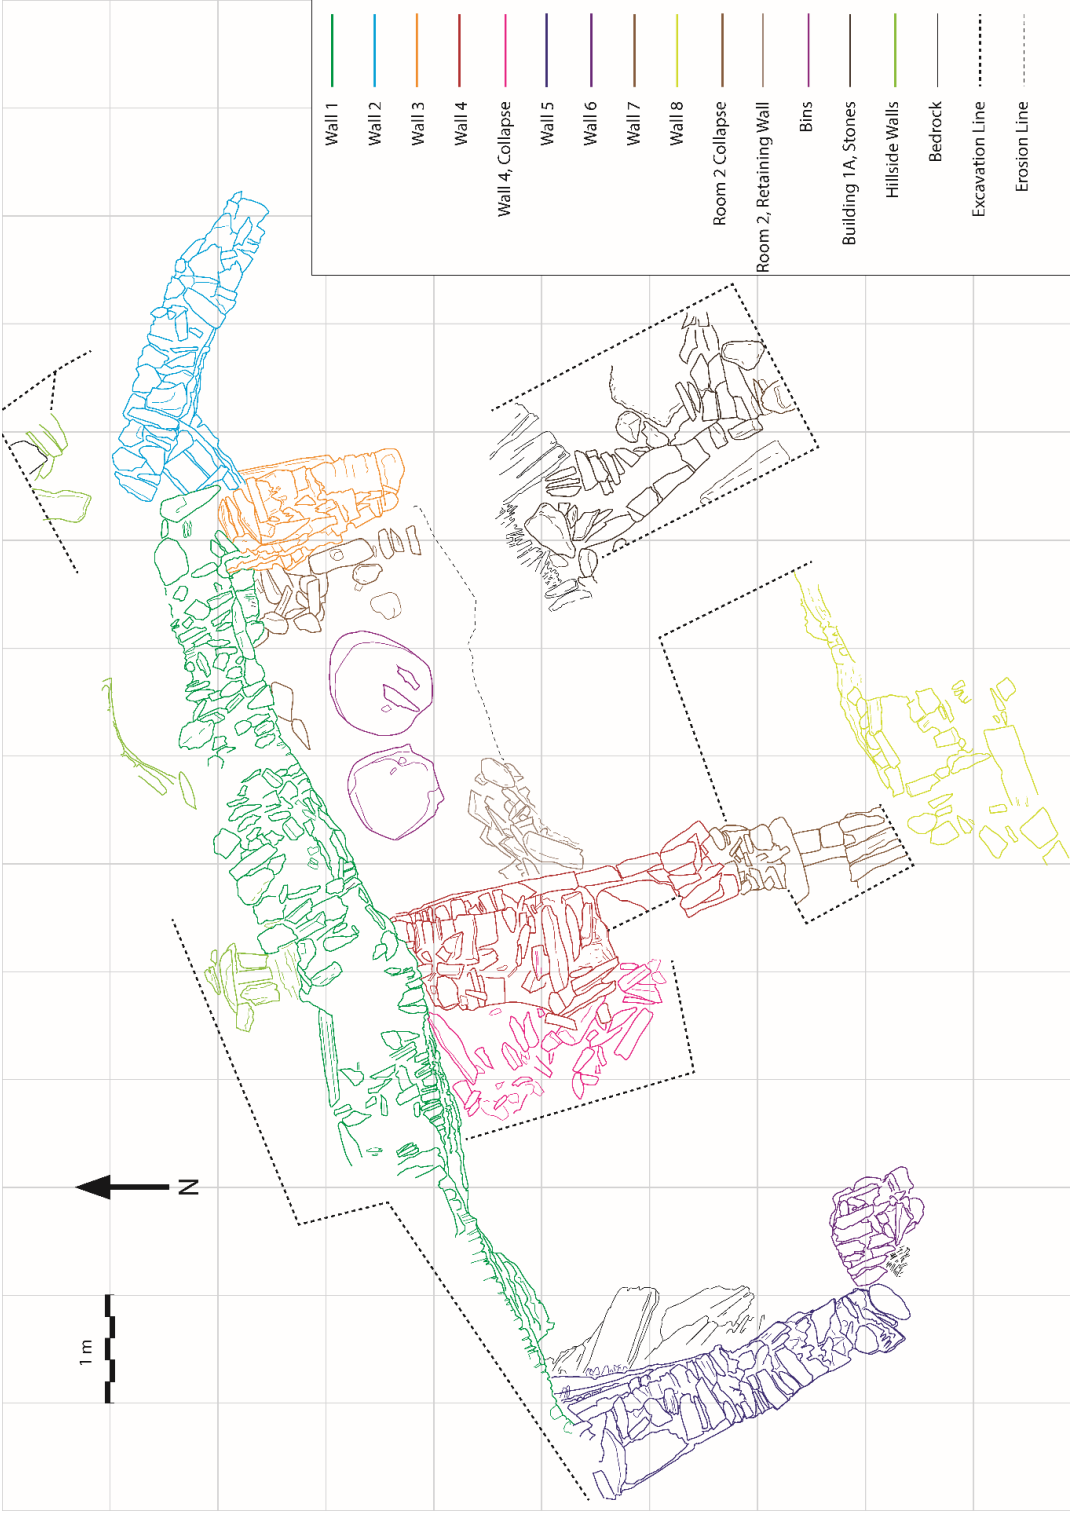 Wall 1
Wall 2
Wall 3
Wall 4
Wall 4, Collapse
Wall 5
Wall 6
Wall 7
Wall 8
Room 2 Collapse
Room 2, Retaining Wall
Bins
Building 1A, Stones
Hillside Walls
Bedrock
Excavation Line
Erosion Line
N
1 m